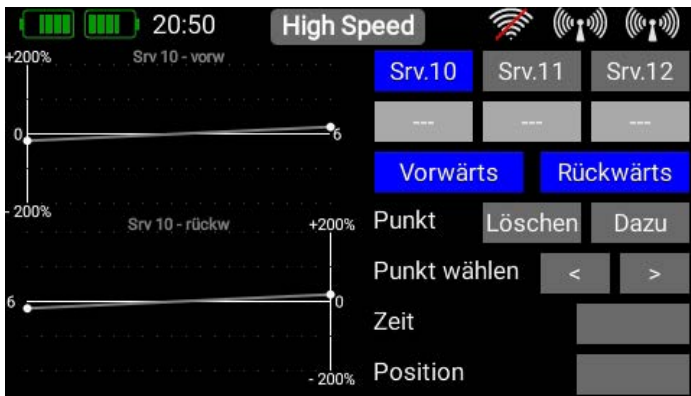 20:50 High Speed
+200% Srv 10 - vorw
Srv.10 Srv.11 Srv.12
--- --- ---
0 6
Vorwärts Rückwärts
- 200%
Srv 10 - rückw +200%
Punkt Löschen Dazu
Punkt wählen < >
6 0
Zeit
- 200%
Position